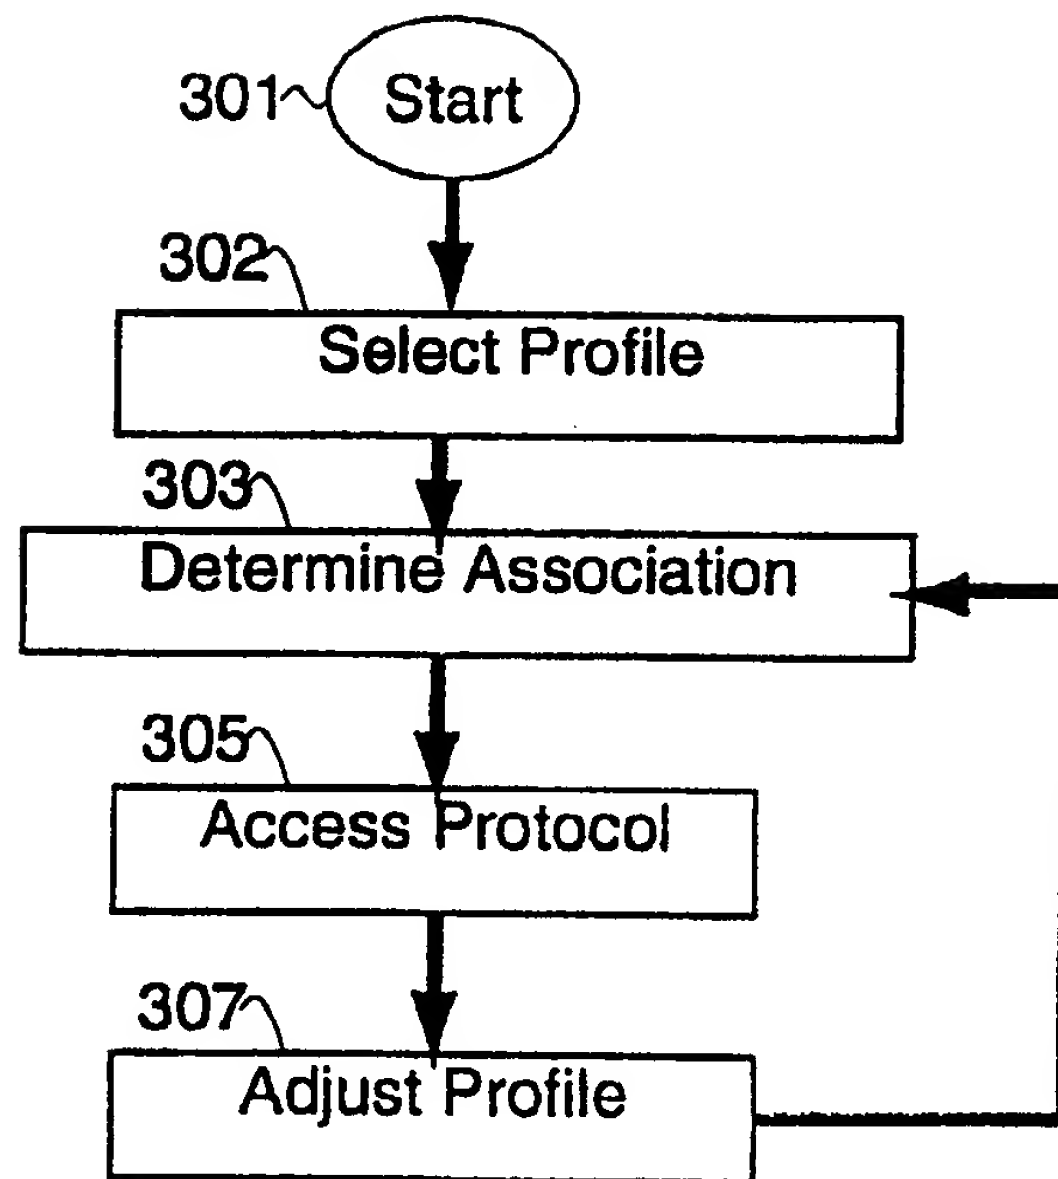 301
Start
302
Select Profile
303
Determine Association
305
Access Protocol
307
Adjust Profile